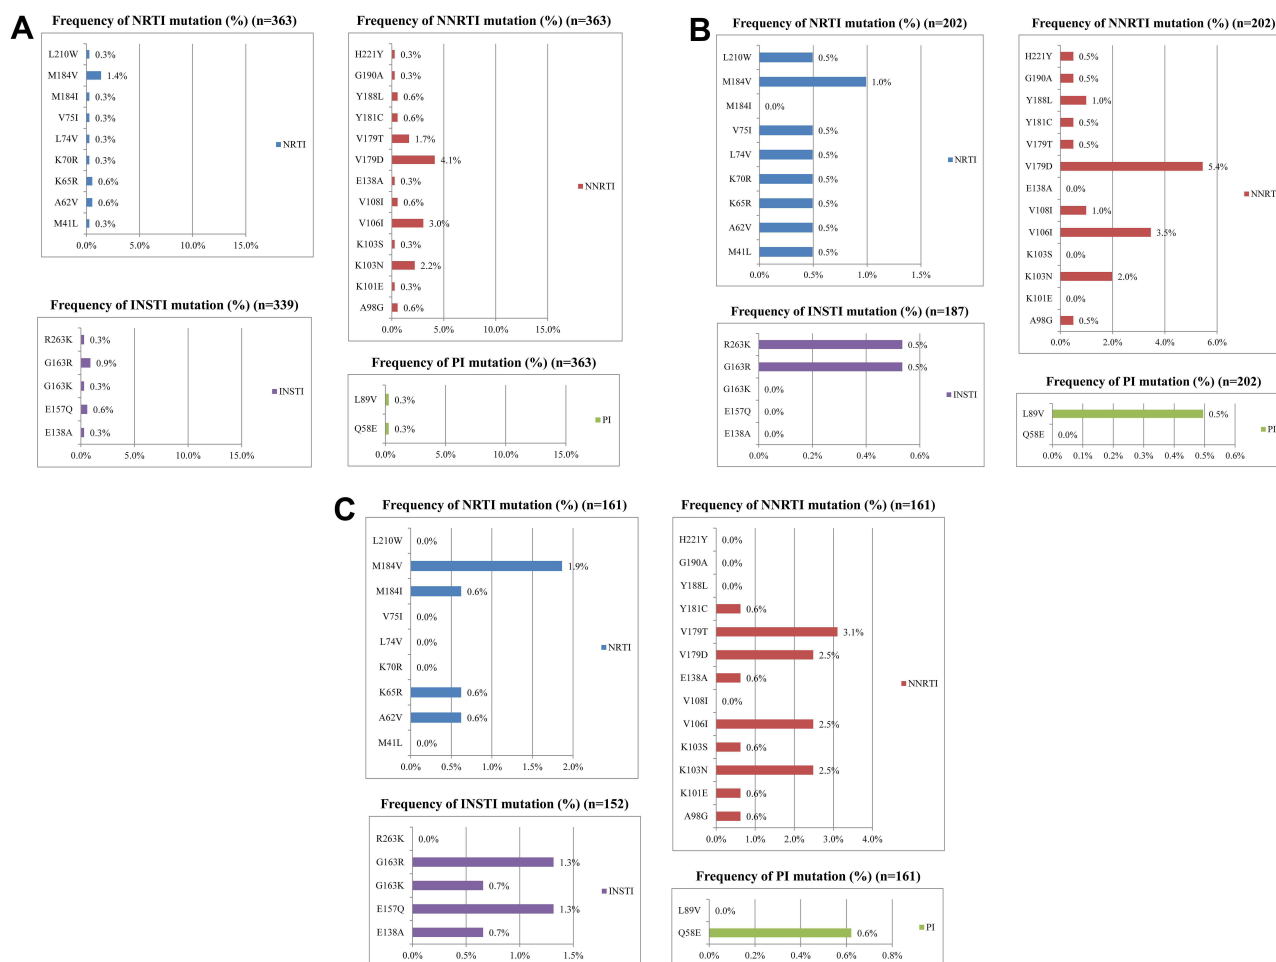 A
Frequency of NRTI mutation (%) (n=363)
L210W 0.3%
M184V 1.4%
M184I 0.3%
V75I 0.3%
L74V 0.3%
K70R 0.3%
K65R 0.6%
A62V 0.6%
M41L 0.3%
0.0% 5.0% 10.0% 15.0%
NRTI
Frequency of NNRTI mutation (%) (n=363)
H221Y 0.3%
G190A 0.3%
Y188L 0.6%
Y181C 0.6%
V179T 1.7%
V179D 4.1%
E138A 0.3%
V108I 0.6%
V106I 3.0%
K103S 0.3%
K103N 2.2%
K101E 0.3%
A98G 0.6%
0.0% 5.0% 10.0% 15.0%
NNRTI
Frequency of INSTI mutation (%) (n=339)
R263K 0.3%
G163R 0.9%
G163K 0.3%
E157Q 0.6%
E138A 0.3%
0.0% 5.0% 10.0% 15.0%
INSTI
Frequency of PI mutation (%) (n=363)
L89V 0.3%
Q58E 0.3%
0.0% 5.0% 10.0% 15.0%
PI
B
Frequency of NRTI mutation (%) (n=202)
L210W 0.5%
M184V 1.0%
M184I 0.0%
V75I 0.5%
L74V 0.5%
K70R 0.5%
K65R 0.5%
A62V 0.5%
M41L 0.5%
0.0% 0.5% 1.0% 1.5%
NRTI
Frequency of NNRTI mutation (%) (n=202)
H221Y 0.5%
G190A 0.5%
Y188L 1.0%
Y181C 0.5%
V179T 0.5%
V179D 5.4%
E138A 0.0%
V108I 1.0%
V106I 3.5%
K103S 0.0%
K103N 2.0%
K101E 0.0%
A98G 0.5%
0.0% 2.0% 4.0% 6.0%
NNRT
Frequency of INSTI mutation (%) (n=187)
R263K 0.5%
G163R 0.5%
G163K 0.0%
E157Q 0.0%
E138A 0.0%
0.0% 0.2% 0.4% 0.6%
INSTI
Frequency of PI mutation (%) (n=202)
L89V 0.5%
Q58E 0.0%
0.0% 0.1% 0.2% 0.3% 0.4% 0.5% 0.6%
PI
C
Frequency of NRTI mutation (%) (n=161)
L210W 0.0%
M184V 1.9%
M184I 0.6%
V75I 0.0%
L74V 0.0%
K70R 0.0%
K65R 0.6%
A62V 0.6%
M41L 0.0%
0.0% 0.5% 1.0% 1.5% 2.0%
NRTI
Frequency of NNRTI mutation (%) (n=161)
H221Y 0.0%
G190A 0.0%
Y188L 0.0%
Y181C 0.6%
V179T 3.1%
V179D 2.5%
E138A 0.6%
V108I 0.0%
V106I 2.5%
K103S 0.6%
K103N 2.5%
K101E 0.6%
A98G 0.6%
0.0% 1.0% 2.0% 3.0% 4.0%
NNRTI
Frequency of INSTI mutation (%) (n=152)
R263K 0.0%
G163R 1.3%
G163K 0.7%
E157Q 1.3%
E138A 0.7%
0.0% 0.5% 1.0% 1.5%
INSTI
Frequency of PI mutation (%) (n=161)
L89V 0.0%
Q58E 0.6%
0.0% 0.2% 0.4% 0.6% 0.8%
PI